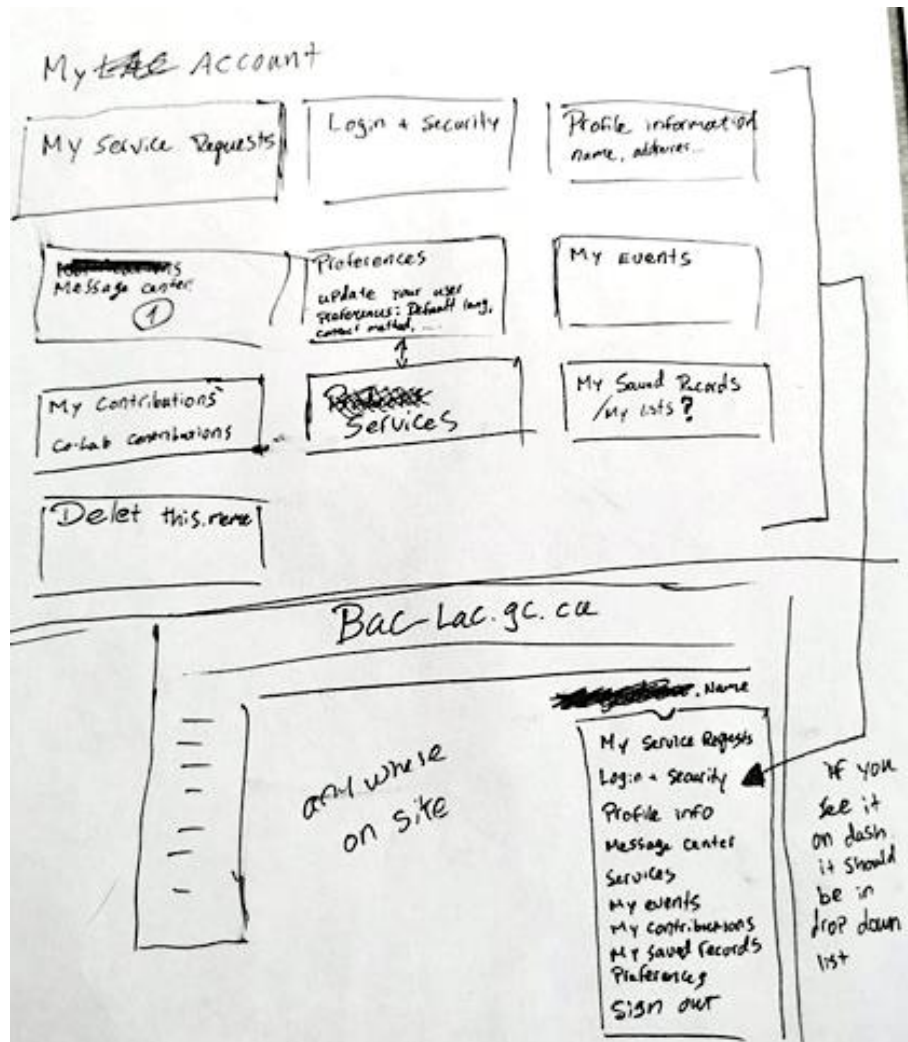 My LAC Account
My Service Requests
Login + Security
Profile information
name, address...
Message center
1
Preferences
update your user
preferences: Default lang,
contact method, ....
My Events
My Contributions
Co-Lab contributions
Services
My Saved Records
/My lists?
Delet this.meme
Bac-Lac.gc.ca
. Name
any where
on site
My Service Requests
Login + Security
Profile info
Message center
Services
My events
My contributions
My saved records
Preferences
Sign out
If you
see it
on dash
it should
be in
drop down
list